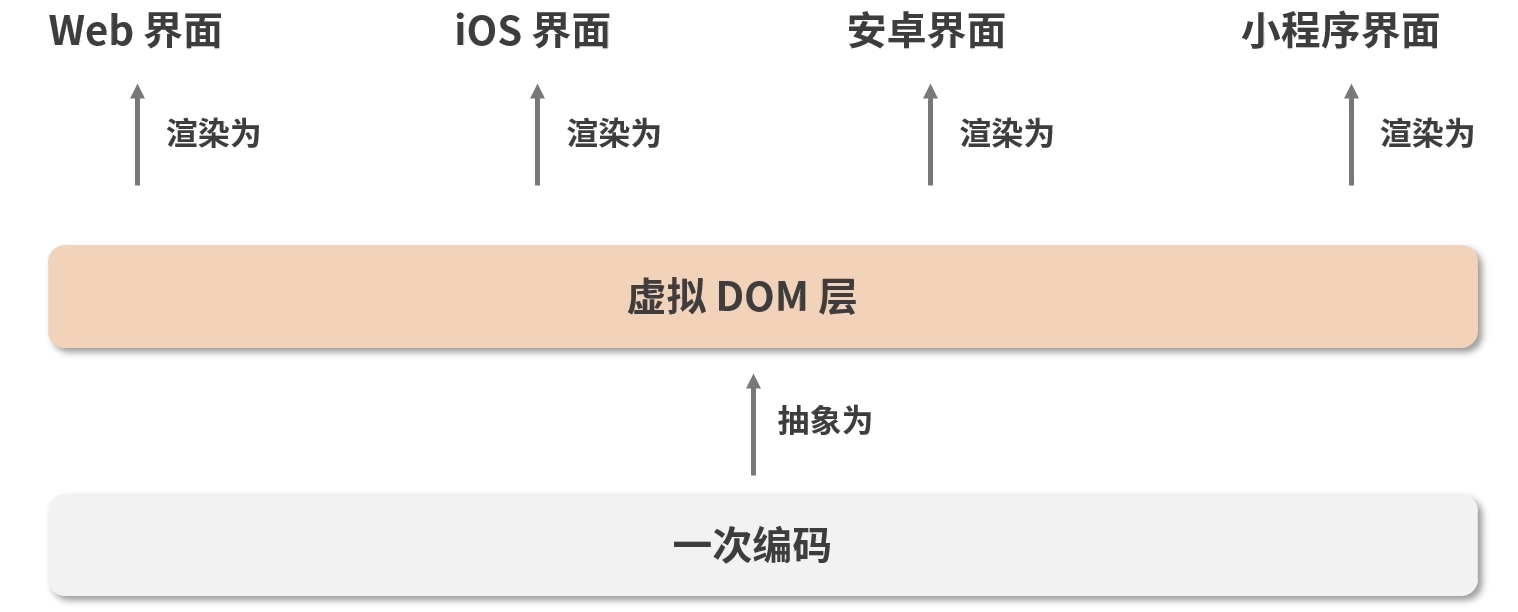 Web 界面
iOS 界面
安卓界面
小程序界面
渲染为
渲染为
渲染为
渲染为
虚拟 DOM 层
抽象为
一次编码